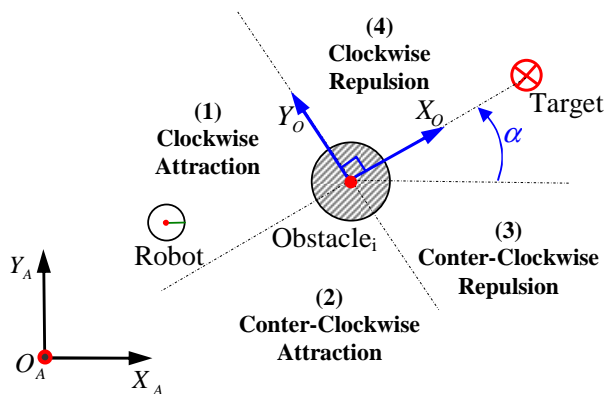 (4)
Clockwise
Repulsion
Target
X_O
Y_O
α
(1)
Clockwise
Attraction
Robot
Obstacle_i
(3)
Conter-Clockwise
Repulsion
(2)
Conter-Clockwise
Attraction
Y_A
O_A
X_A